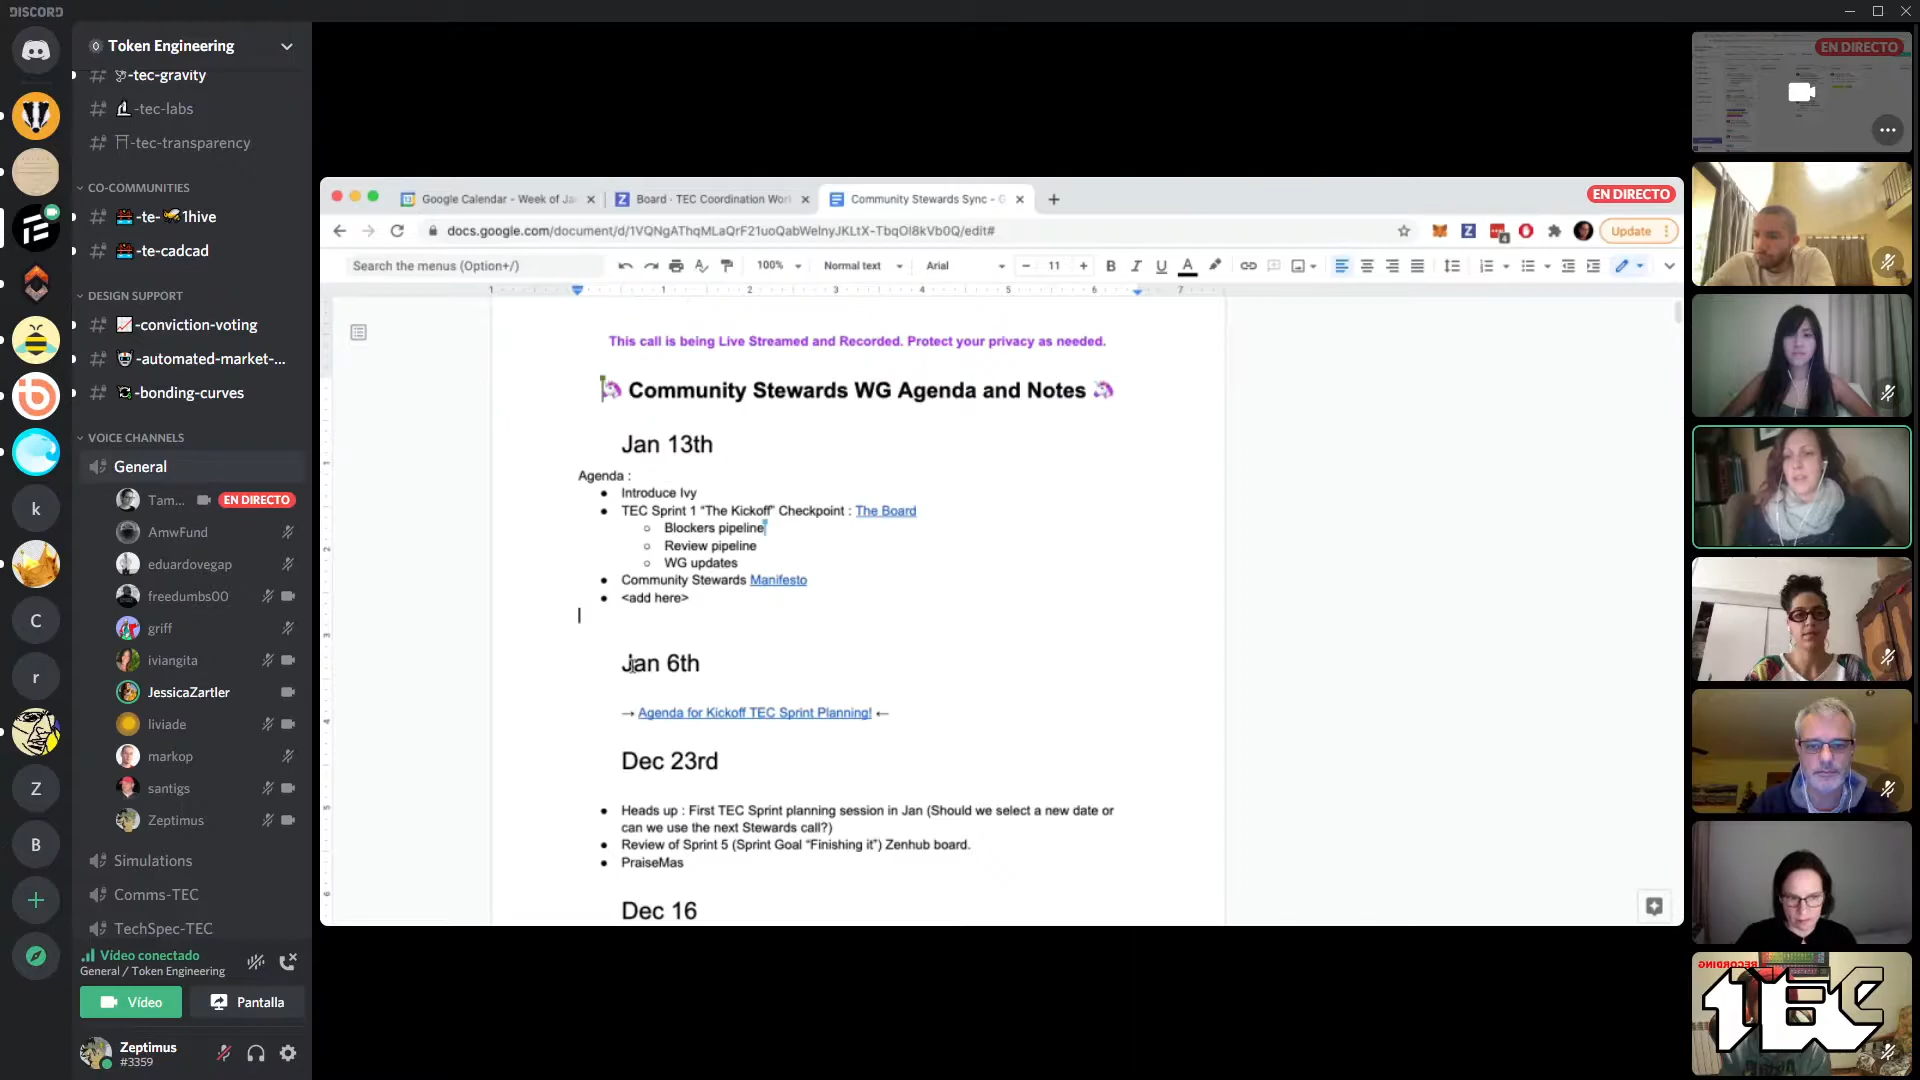 DISCORD
Token Engineering
-tec-gravity
-tec-labs
-tec-transparency
CO-COMMUNITIES
-te-🐝1hive
-te-cadcad
DESIGN SUPPORT
-conviction-voting
-automated-market-...
-bonding-curves
VOICE CHANNELS
General
Tam... EN DIRECTO
AmwFund
eduardovegap
freedumbs00
griff
iviangita
JessicaZartler
liviade
markop
santigs
Zeptimus
Simulations
Comms-TEC
TechSpec-TEC
Vídeo conectado
General / Token Engineering
Vídeo Pantalla
Zeptimus
#3359
k
C
r
Z
B
Google Calendar - Week of Ja
Board · TEC Coordination Wor
Community Stewards Sync - G
EN DIRECTO
docs.google.com/document/d/1VQNgAThqMLaQrF21uoQabWelnyJKLtX-TbqOl8kVb0Q/edit#
Update
Search the menus (Option+/)
100% Normal text Arial 11
This call is being Live Streamed and Recorded. Protect your privacy as needed.
🦄 Community Stewards WG Agenda and Notes 🦄
Jan 13th
Agenda :
● Introduce Ivy
● TEC Sprint 1 “The Kickoff” Checkpoint : The Board
○ Blockers pipeline
○ Review pipeline
○ WG updates
● Community Stewards Manifesto
● <add here>
Jan 6th
→ Agenda for Kickoff TEC Sprint Planning! ←
Dec 23rd
● Heads up : First TEC Sprint planning session in Jan (Should we select a new date or
can we use the next Stewards call?)
● Review of Sprint 5 (Sprint Goal “Finishing it”) Zenhub board.
● PraiseMas
Dec 16
EN DIRECTO
RECORDING
TEC